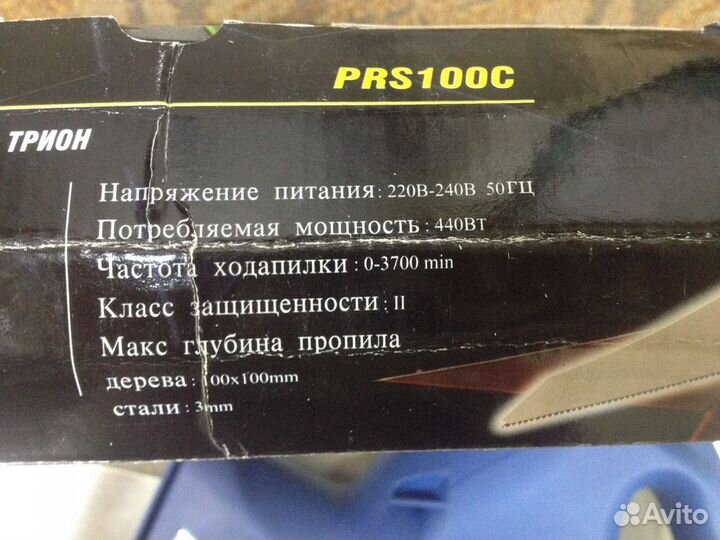 PRS100C
ТРИОН
Напряжение питания: 220В-240В 50ГЦ
Потребляемая мощность: 440ВТ
Частота ходапилки: 0-3700 min
Класс защищенности: II
Макс глубина пропила
дерева: 100x100mm
стали: 3mm
Avito